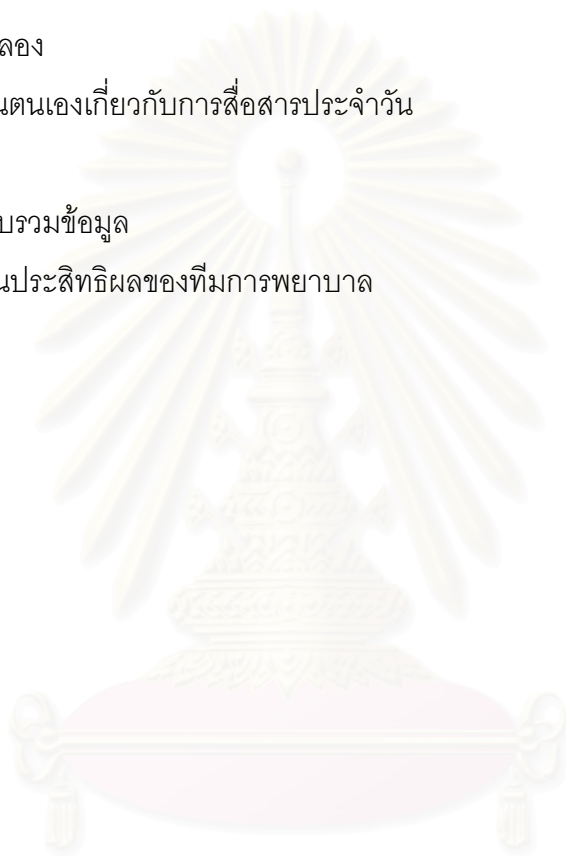 ลอง
นตนเองเกี่ยวกับการสื่อสารประจำวัน
บรวมข้อมูล
นประสิทธิผลของทีมการพยาบาล